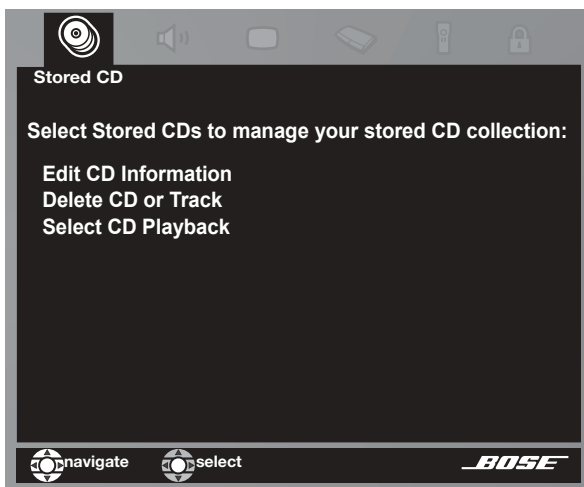 Stored CD
Select Stored CDs to manage your stored CD collection:
Edit CD Information
Delete CD or Track
Select CD Playback
navigate select BOSE